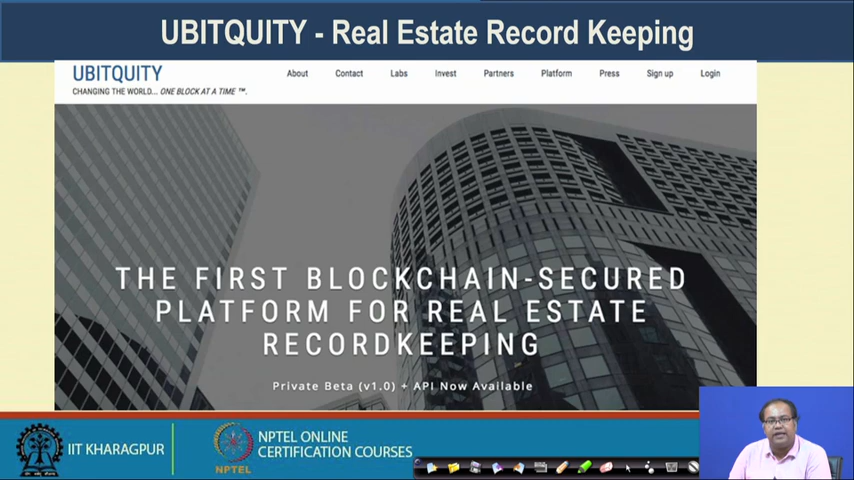 UBITQUITY - Real Estate Record Keeping
UBITQUITY
CHANGING THE WORLD... ONE BLOCK AT A TIME ™.
About Contact Labs Invest Partners Platform Press Sign up Login
THE FIRST BLOCKCHAIN-SECURED
PLATFORM FOR REAL ESTATE
RECORDKEEPING
Private Beta (v1.0) + API Now Available
IIT KHARAGPUR
NPTEL
NPTEL ONLINE
CERTIFICATION COURSES